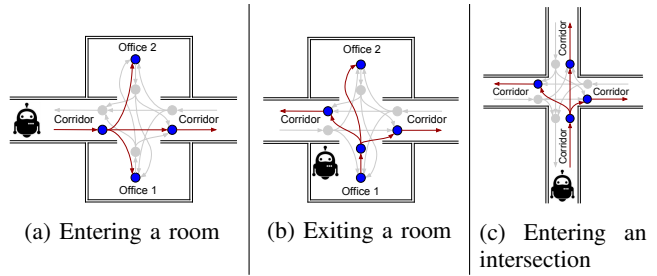 Office 2
Corridor
Corridor
Office 1
(a) Entering a room
Office 2
Corridor
Corridor
Office 1
(b) Exiting a room
Corridor
Corridor
Corridor
Corridor
(c) Entering an
intersection